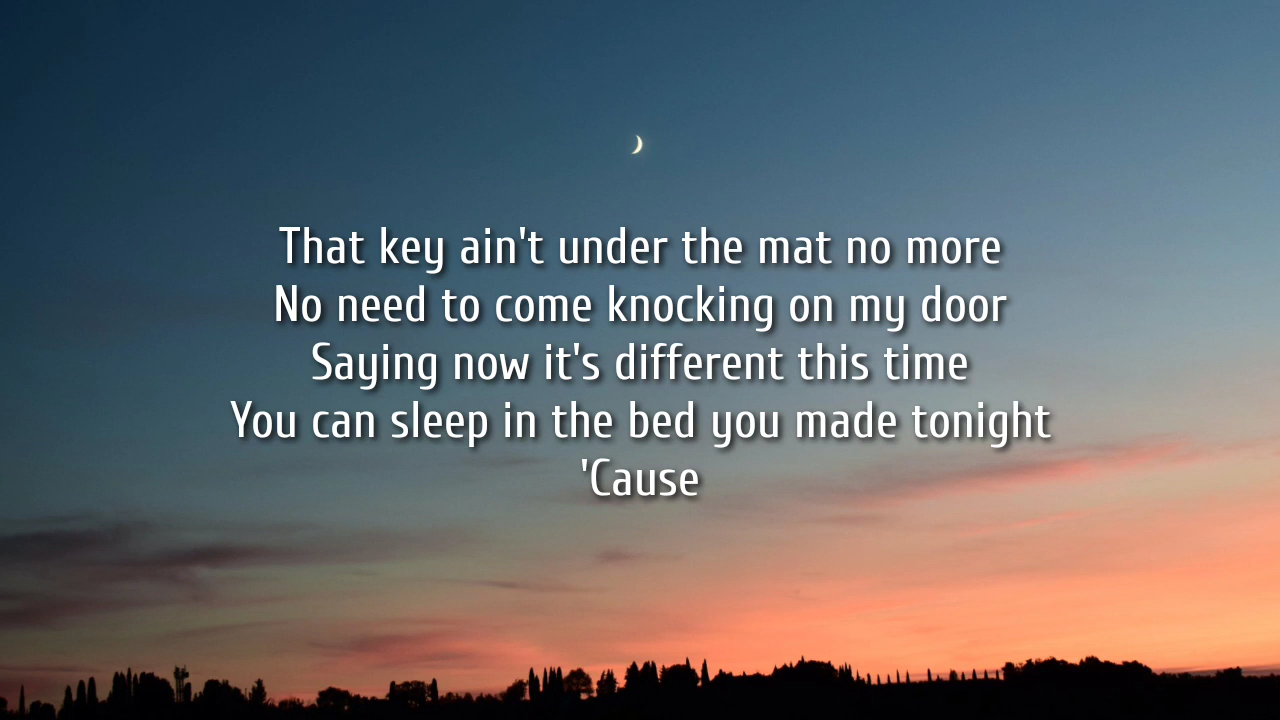 That key ain't under the mat no more
No need to come knocking on my door
Saying now it's different this time
You can sleep in the bed you made tonight
'Cause